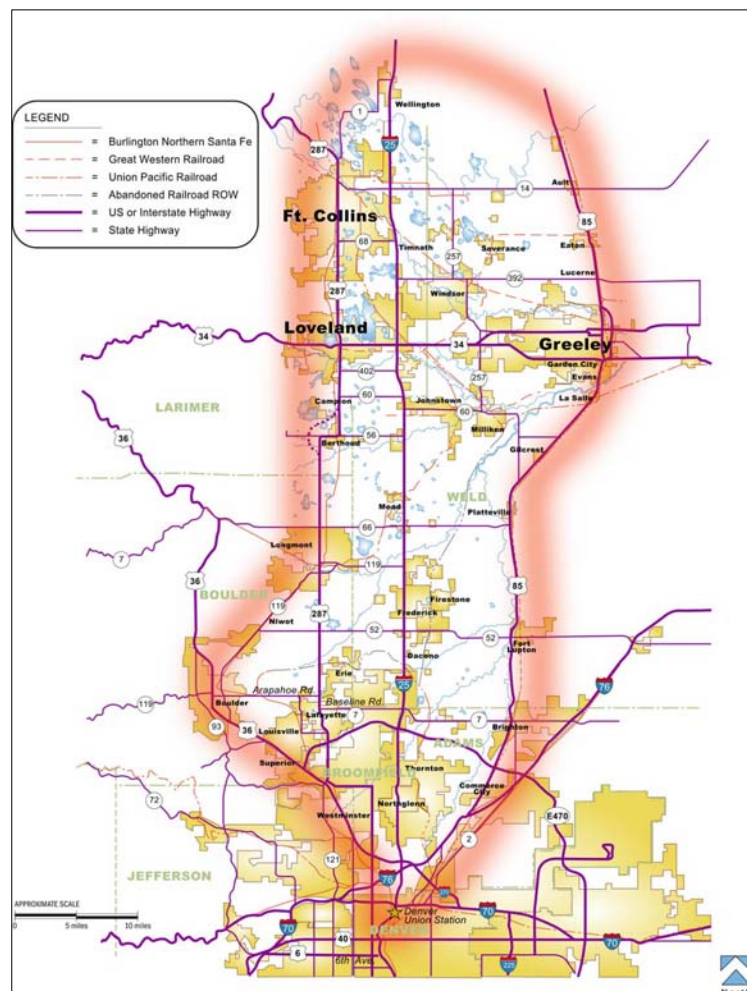 LEGEND
= Burlington Northern Santa Fe
= Great Western Railroad
= Union Pacific Railroad
= Abandoned Railroad ROW
= US or Interstate Highway
= State Highway
Wellington
1
287
25
14
Ault
Ft. Collins
85
68
Timnath
257
Severance
Eaton
392
Lucerne
287
Windsor
Loveland
34
34
Greeley
402
257
Garden City
Evans
60
Campion
Johnstown
60
La Salle
LARIMER
36
56
Berthoud
Milliken
Gilcrest
Mead
WELD
Platteville
66
7
Longmont
36
119
85
BOULDER
Firestone
119
Niwot
287
Frederick
52
52
Dacono
Fort
Lupton
Erie
25
76
Arapahoe Rd.
Baseline Rd.
119
Boulder
Lafayette
7
7
93
36
Louisville
Brighton
ADAMS
Superior
BROOMFIELD
Thornton
Commerce
City
72
Northglenn
E470
Westminster
2
121
JEFFERSON
76
APPROXIMATE SCALE
0
5 miles
10 miles
Denver
Union Station
70
70
DENVER
40
6
6th Ave.
70
225